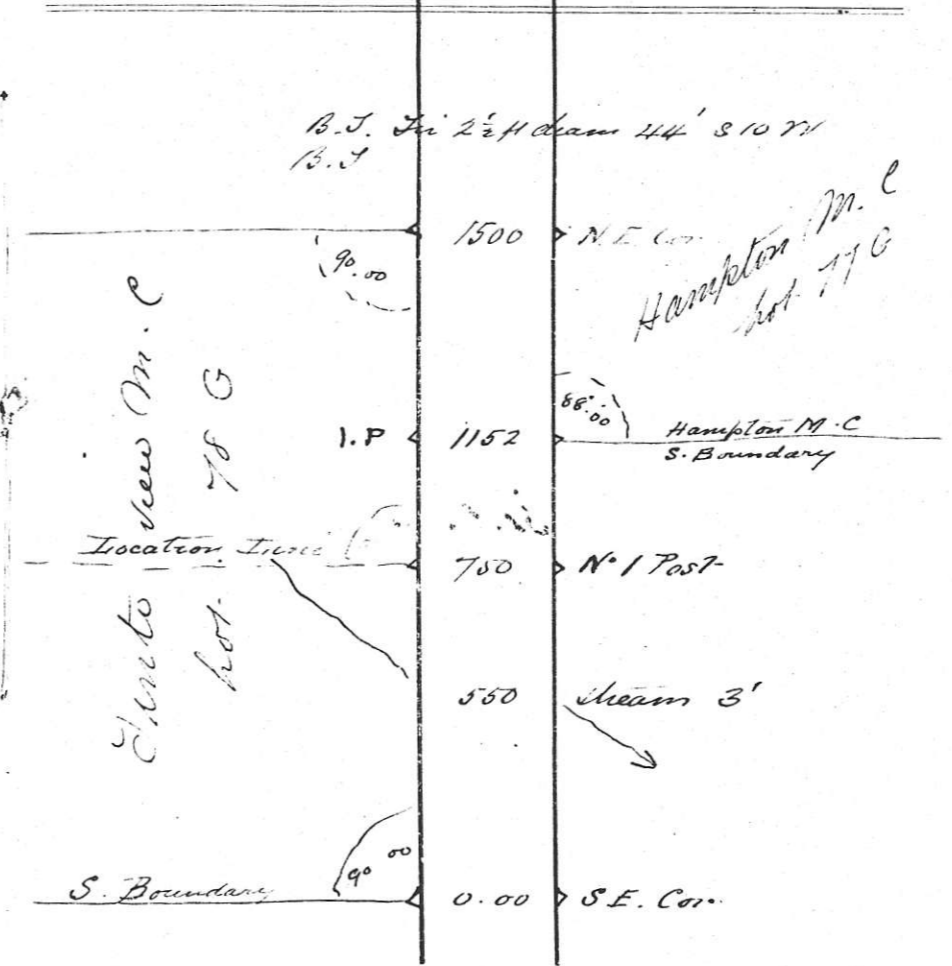 B.T. Fir 2½ ft diam 44' S 10 W
B.T
1500 N.E Cor
90.00
Hampton M.C
Lot 77 G
88.00
I.P 1152 Hampton M.C
S. Boundary
view M.C
Lot 78 G
Location Line 750 No 1 Post
550 stream 3'
90 00
S. Boundary 0.00 S.E. Cor.